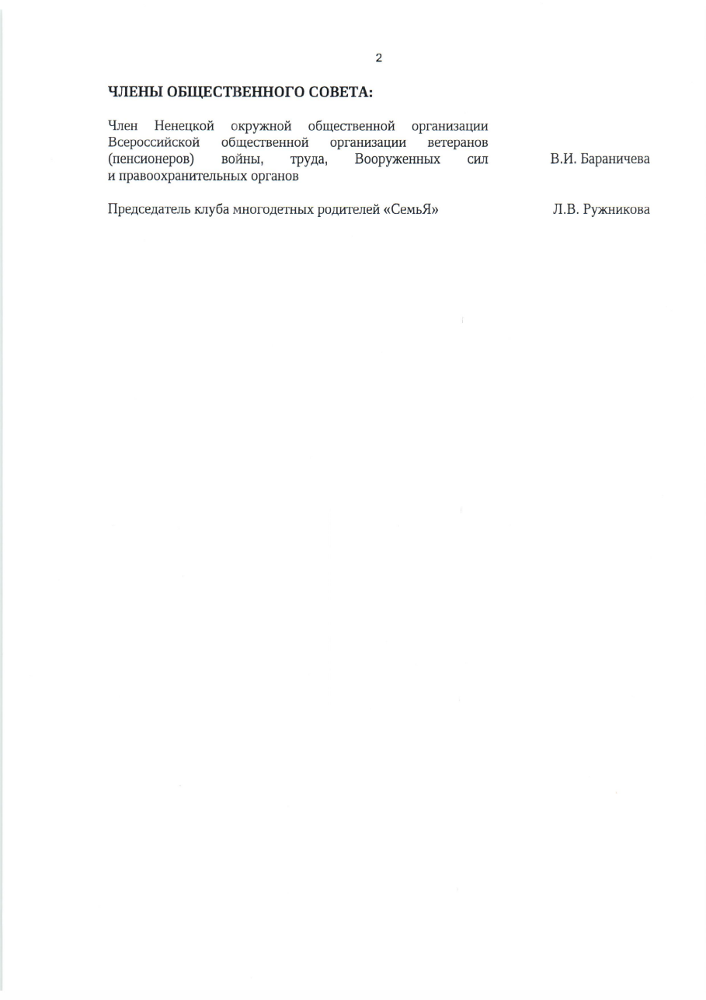 2
ЧЛЕНЫ ОБЩЕСТВЕННОГО СОВЕТА:
Член Ненецкой окружной общественной организации
Всероссийской общественной организации ветеранов
(пенсионеров) войны, труда, Вооруженных сил В.И. Бараничева
и правоохранительных органов
Председатель клуба многодетных родителей «СемьЯ» Л.В. Ружникова